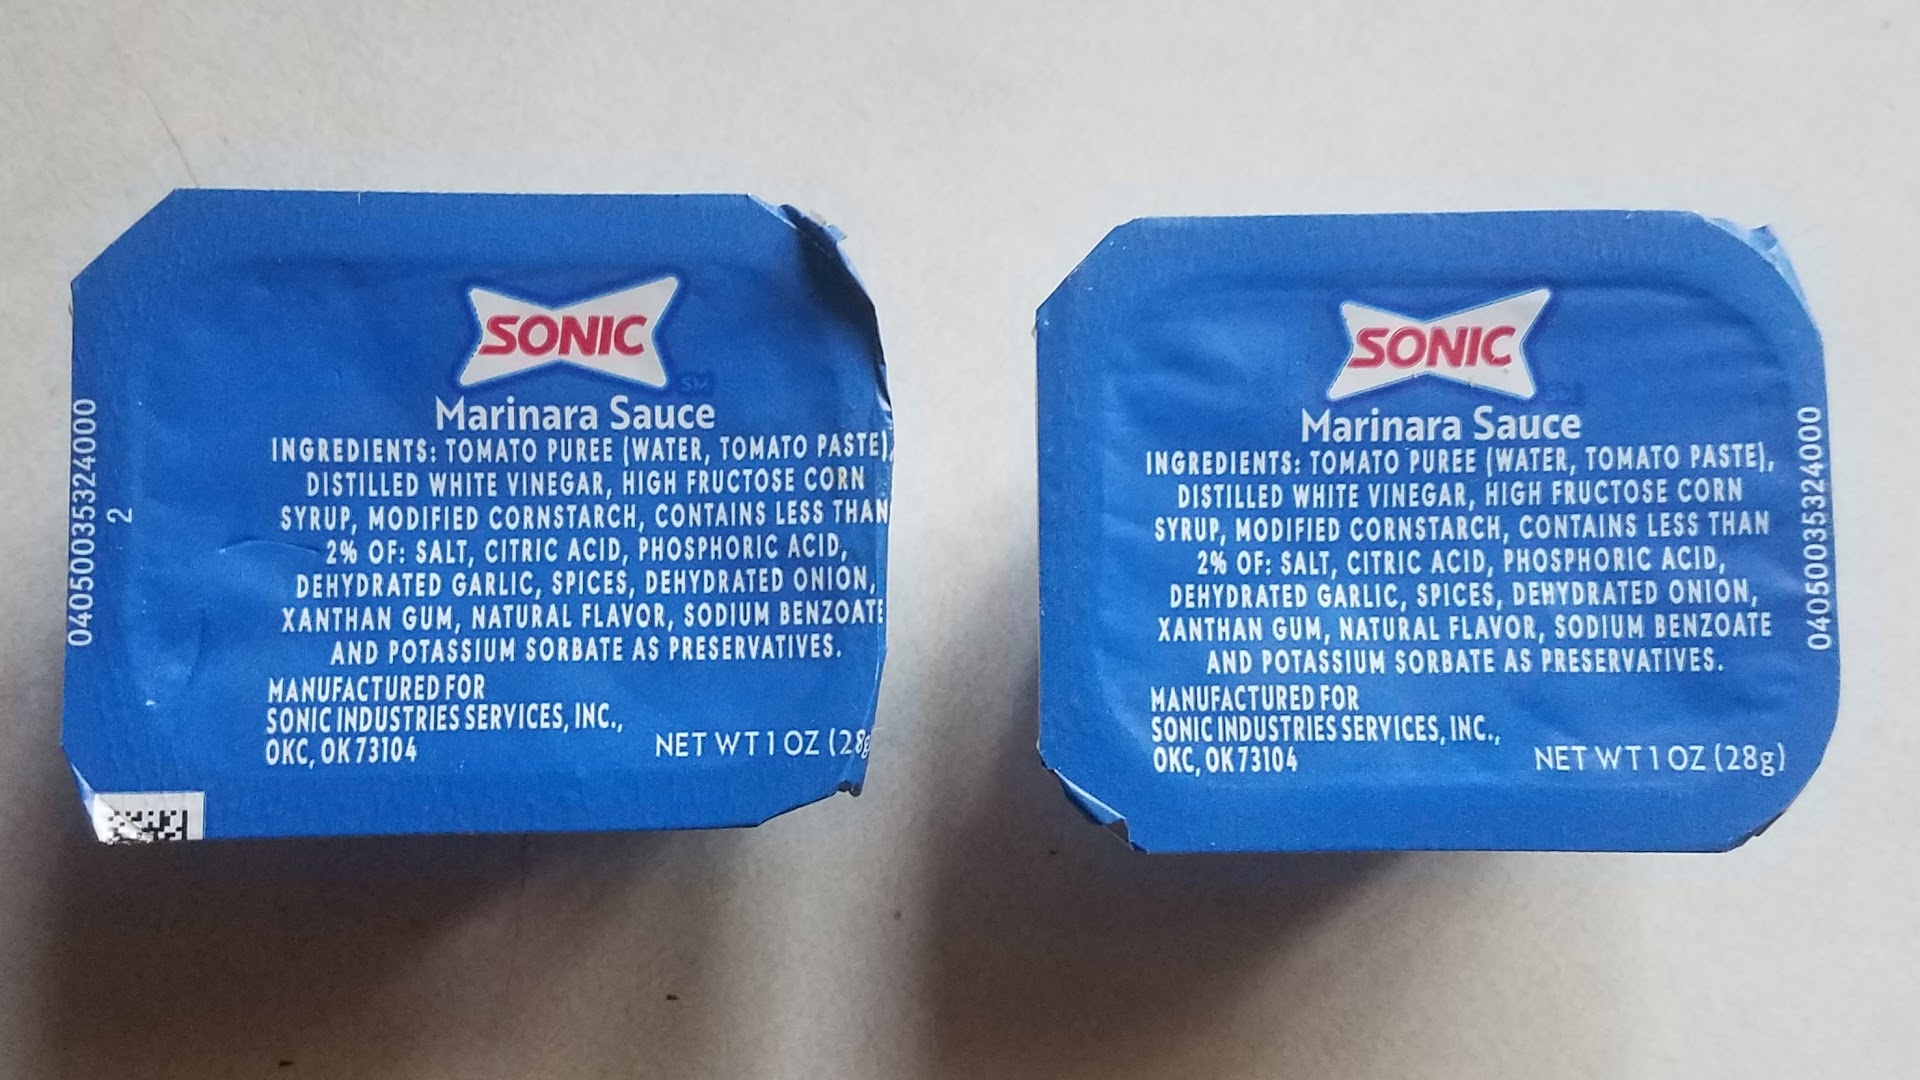 SONIC
SM
Marinara Sauce
INGREDIENTS: TOMATO PUREE (WATER, TOMATO PASTE),
DISTILLED WHITE VINEGAR, HIGH FRUCTOSE CORN
SYRUP, MODIFIED CORNSTARCH, CONTAINS LESS THAN
2% OF: SALT, CITRIC ACID, PHOSPHORIC ACID,
DEHYDRATED GARLIC, SPICES, DEHYDRATED ONION,
XANTHAN GUM, NATURAL FLAVOR, SODIUM BENZOATE
AND POTASSIUM SORBATE AS PRESERVATIVES.
MANUFACTURED FOR
SONIC INDUSTRIES SERVICES, INC.,
OKC, OK 73104
NET WT 1 OZ (28g
04050035324000
2
SONIC
SM
Marinara Sauce
INGREDIENTS: TOMATO PUREE (WATER, TOMATO PASTE),
DISTILLED WHITE VINEGAR, HIGH FRUCTOSE CORN
SYRUP, MODIFIED CORNSTARCH, CONTAINS LESS THAN
2% OF: SALT, CITRIC ACID, PHOSPHORIC ACID,
DEHYDRATED GARLIC, SPICES, DEHYDRATED ONION,
XANTHAN GUM, NATURAL FLAVOR, SODIUM BENZOATE
AND POTASSIUM SORBATE AS PRESERVATIVES.
MANUFACTURED FOR
SONIC INDUSTRIES SERVICES, INC.,
OKC, OK 73104
NET WT 1 OZ (28g)
04050035324000